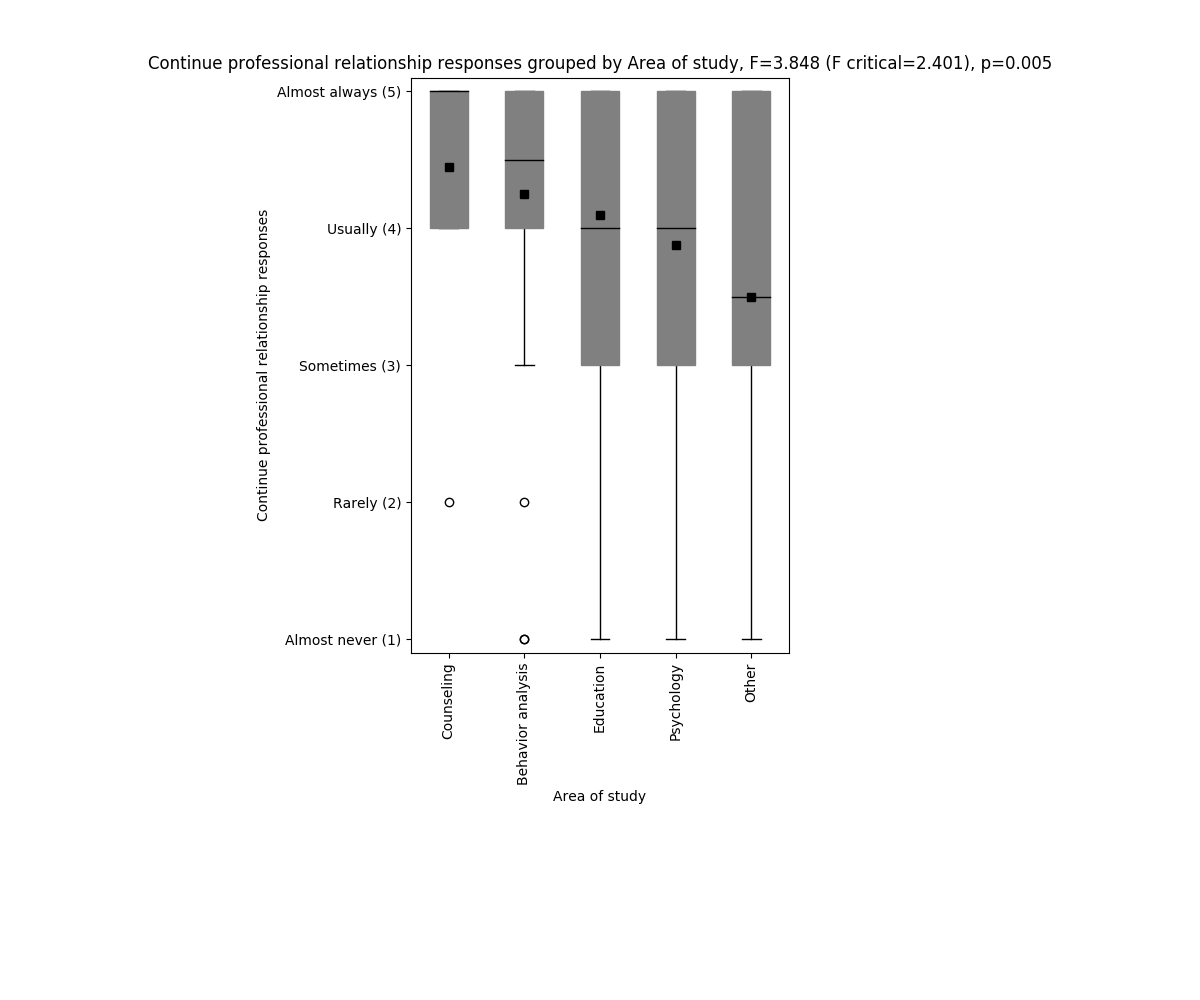 Continue professional relationship responses grouped by Area of study, F=3.848 (F critical=2.401), p=0.005
Almost always (5)
Usually (4)
Sometimes (3)
Rarely (2)
Almost never (1)
Continue professional relationship responses
Counseling
Behavior analysis
Education
Psychology
Other
Area of study